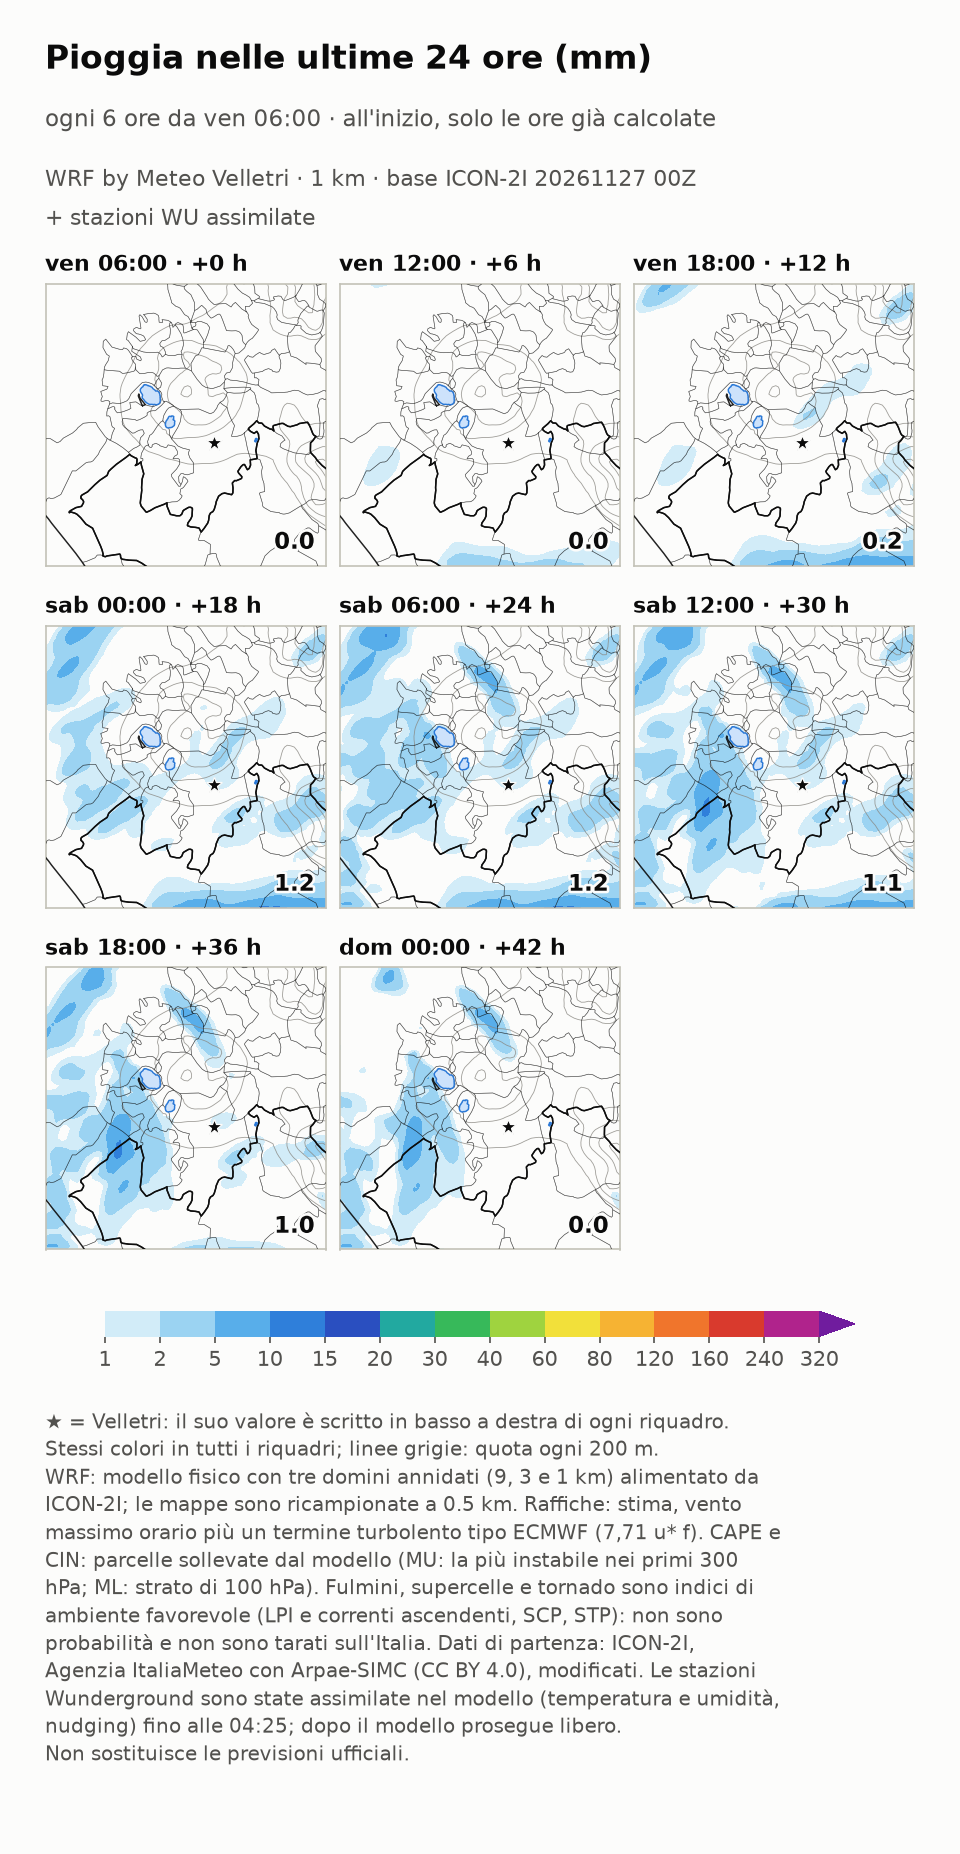 Pioggia nelle ultime 24 ore (mm)
ogni 6 ore da ven 06:00 · all'inizio, solo le ore già calcolate
WRF by Meteo Velletri · 1 km · base ICON-2I 20261127 00Z
+ stazioni WU assimilate
ven 06:00 · +0 h
0.0
ven 12:00 · +6 h
0.0
ven 18:00 · +12 h
0.2
sab 00:00 · +18 h
1.2
sab 06:00 · +24 h
1.2
sab 12:00 · +30 h
1.1
sab 18:00 · +36 h
1.0
dom 00:00 · +42 h
0.0
1 2 5 10 15 20 30 40 60 80 120 160 240 320
★ = Velletri: il suo valore è scritto in basso a destra di ogni riquadro.
Stessi colori in tutti i riquadri; linee grigie: quota ogni 200 m.
WRF: modello fisico con tre domini annidati (9, 3 e 1 km) alimentato da
ICON-2I; le mappe sono ricampionate a 0.5 km. Raffiche: stima, vento
massimo orario più un termine turbolento tipo ECMWF (7,71 u* f). CAPE e
CIN: parcelle sollevate dal modello (MU: la più instabile nei primi 300
hPa; ML: strato di 100 hPa). Fulmini, supercelle e tornado sono indici di
ambiente favorevole (LPI e correnti ascendenti, SCP, STP): non sono
probabilità e non sono tarati sull'Italia. Dati di partenza: ICON-2I,
Agenzia ItaliaMeteo con Arpae-SIMC (CC BY 4.0), modificati. Le stazioni
Wunderground sono state assimilate nel modello (temperatura e umidità,
nudging) fino alle 04:25; dopo il modello prosegue libero.
Non sostituisce le previsioni ufficiali.